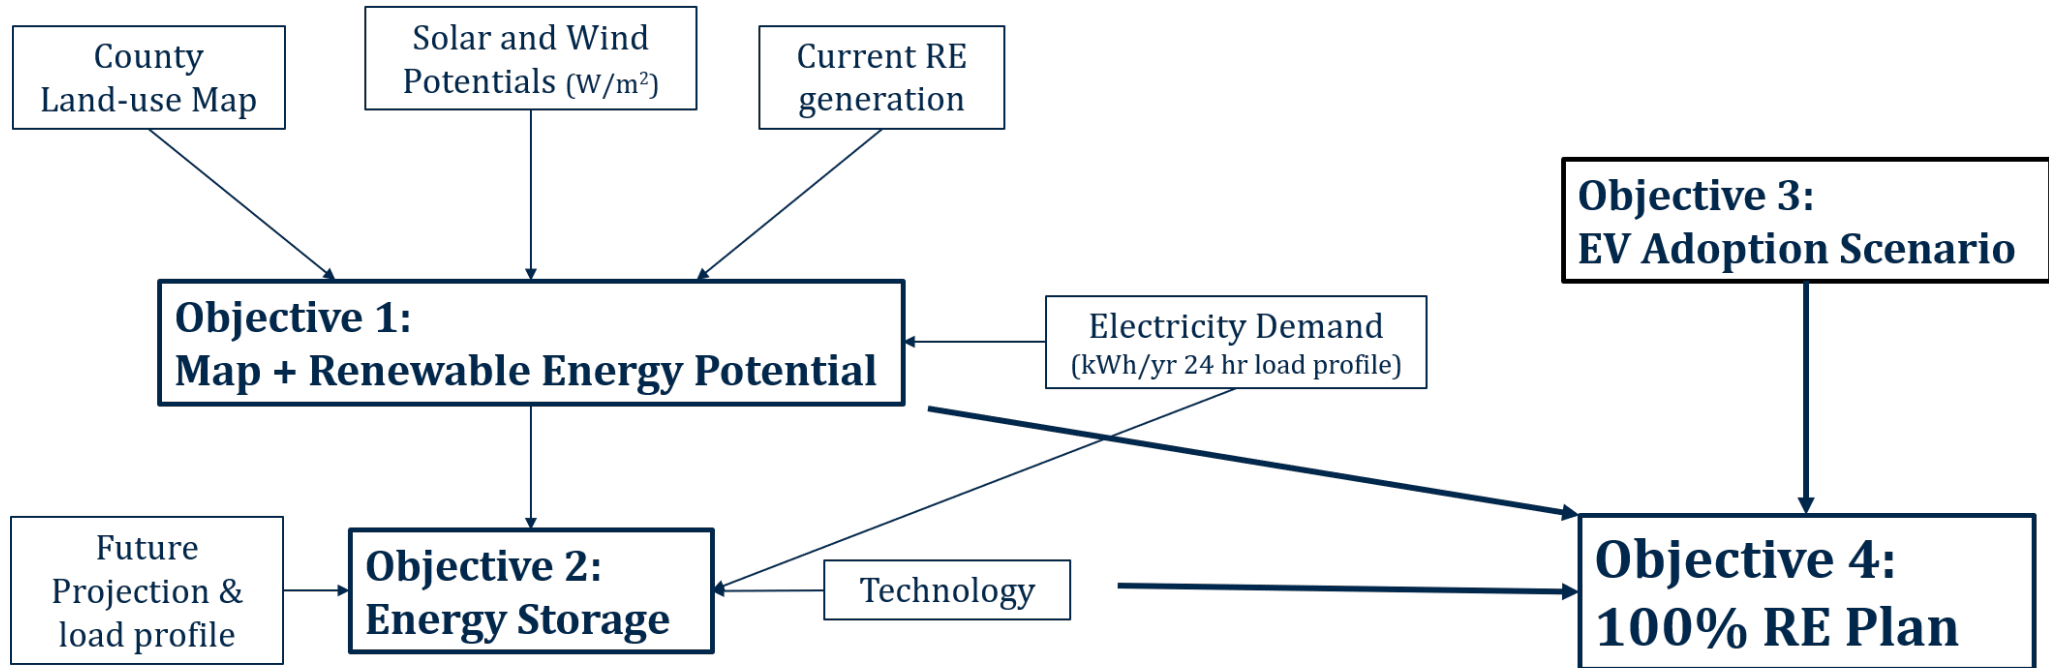 County
Land-use Map
Solar and Wind
Potentials (W/m²)
Current RE
generation
Objective 3:
EV Adoption Scenario
Objective 1:
Map + Renewable Energy Potential
Electricity Demand
(kWh/yr 24 hr load profile)
Future
Projection &
load profile
Objective 2:
Energy Storage
Technology
Objective 4:
100% RE Plan